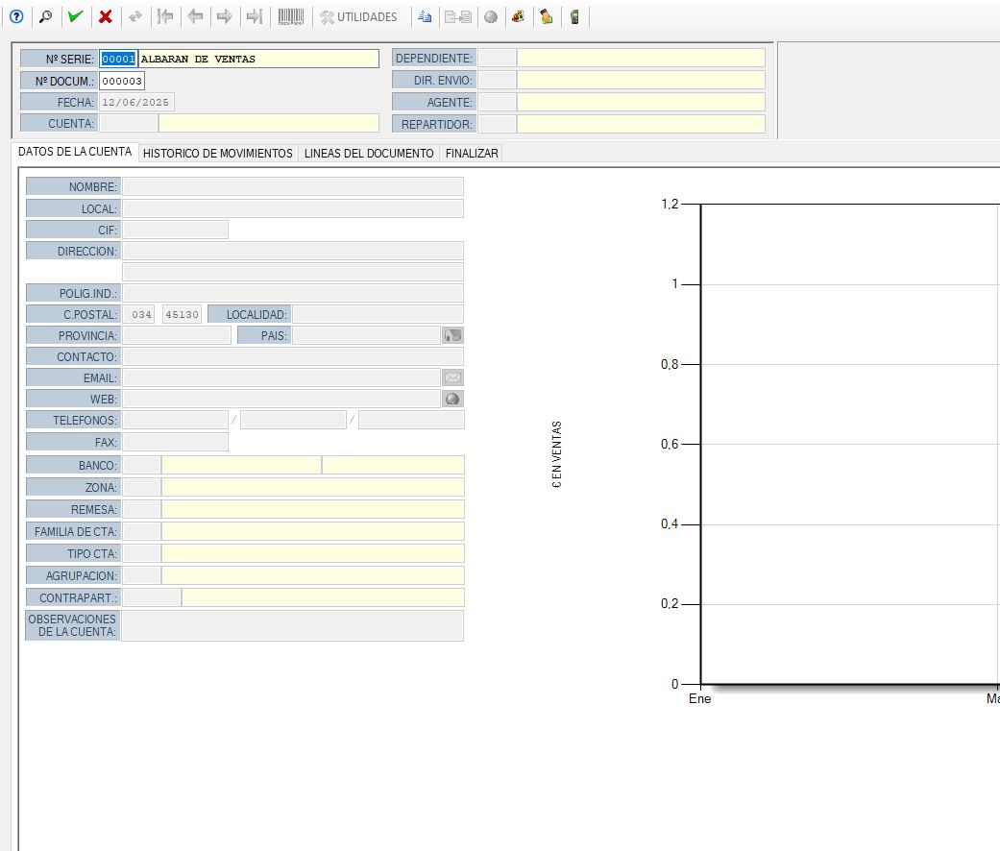 UTILIDADES
Nº SERIE: 00001 ALBARAN DE VENTAS DEPENDIENTE:
Nº DOCUM.: 000003 DIR. ENVIO:
FECHA: 12/06/2025 AGENTE:
CUENTA: REPARTIDOR:
DATOS DE LA CUENTA HISTORICO DE MOVIMIENTOS LINEAS DEL DOCUMENTO FINALIZAR
NOMBRE:
LOCAL:
CIF:
DIRECCION:
POLIG.IND.:
C.POSTAL: 034 45130 LOCALIDAD:
PROVINCIA: PAIS:
CONTACTO:
EMAIL:
WEB:
TELEFONOS: / /
FAX:
BANCO:
ZONA:
REMESA:
FAMILIA DE CTA:
TIPO CTA:
AGRUPACION:
CONTRAPART.:
OBSERVACIONES
DE LA CUENTA:
€ EN VENTAS
1,2
1
0,8
0,6
0,4
0,2
0
Ene Ma